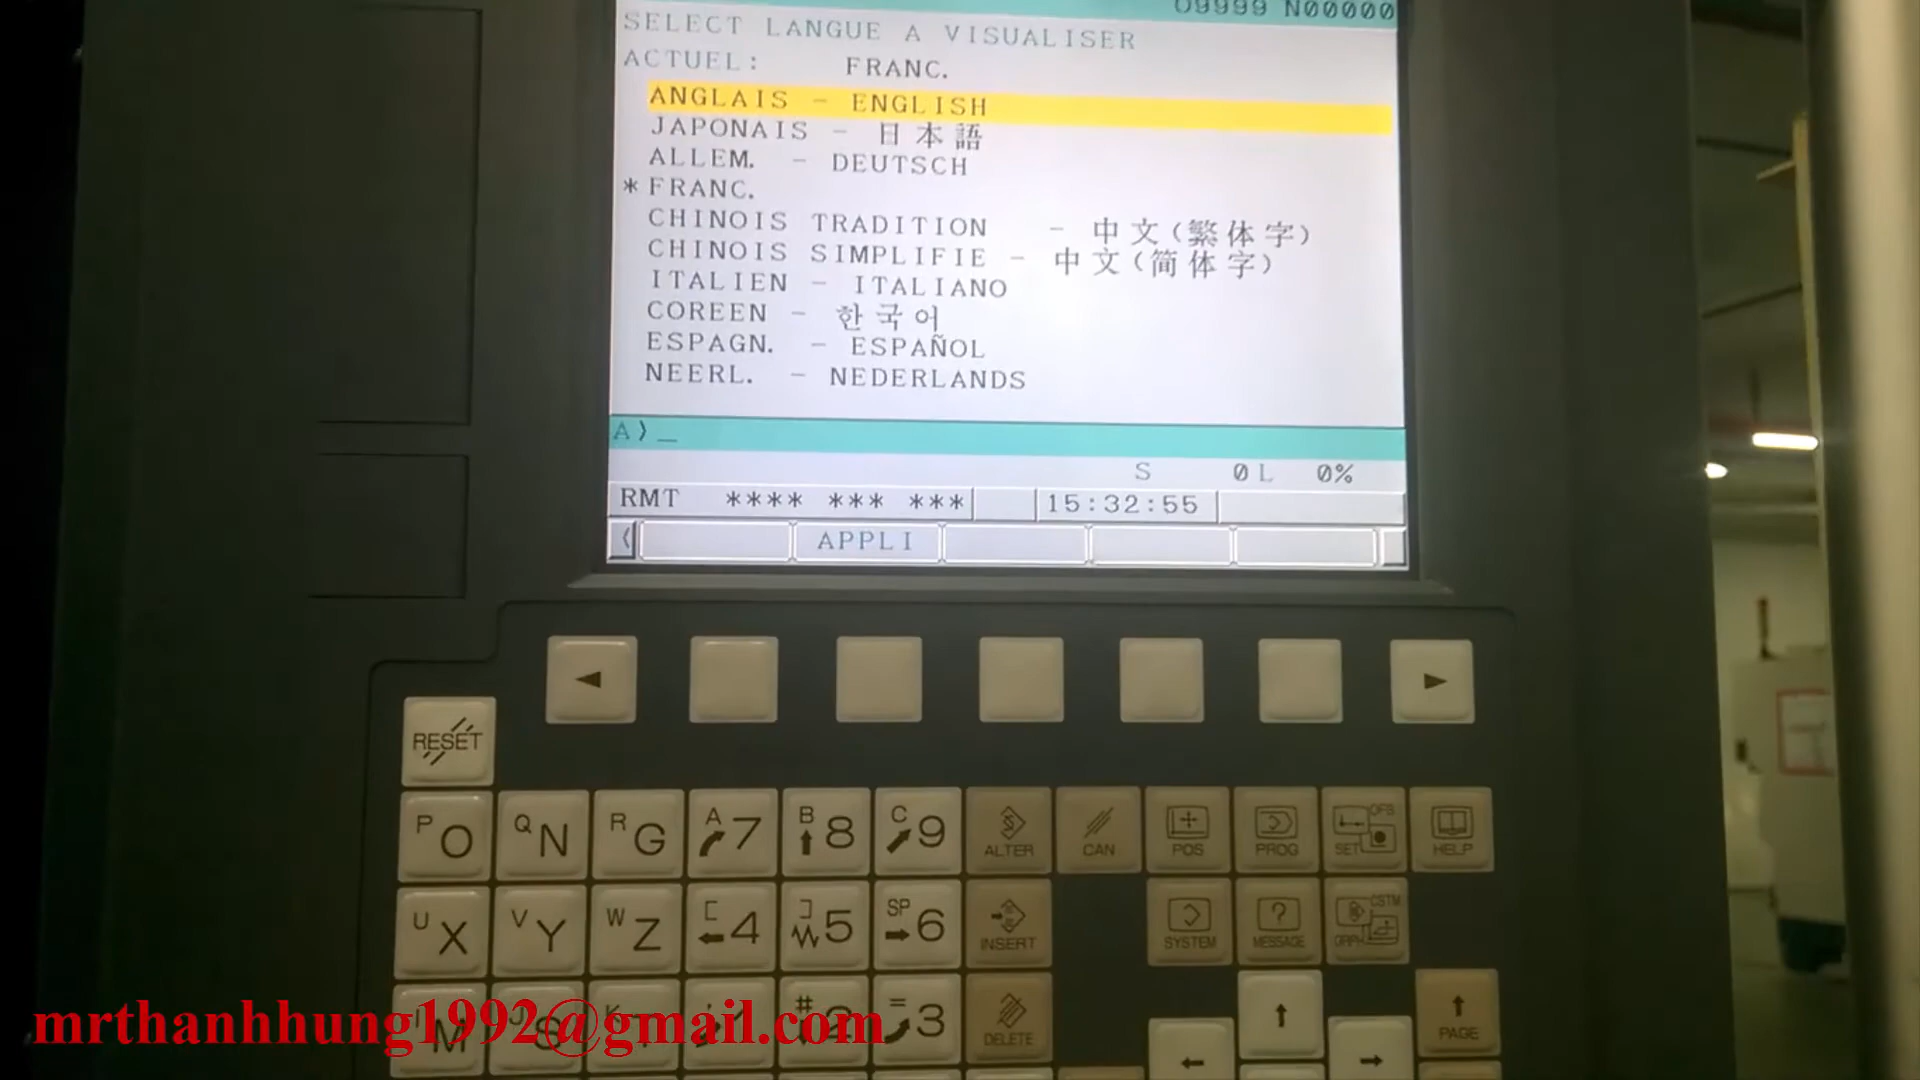 O9999 N00000
SELECT LANGUE A VISUALISER
ACTUEL: FRANC.
ANGLAIS - ENGLISH
JAPONAIS - 日本語
ALLEM. - DEUTSCH
*FRANC.
CHINOIS TRADITION - 中文(繁体字)
CHINOIS SIMPLIFIE - 中文(简体字)
ITALIEN - ITALIANO
COREEN - 한국어
ESPAGN. - ESPAÑOL
NEERL. - NEDERLANDS
A>_
S 0L 0%
RMT **** *** *** 15:32:55
APPLI
RESET
P O Q N R G A 7 B 8 C 9 ALTER CAN POS PROG OFS SET HELP
U X V Y W Z [ 4 ] 5 SP 6 INSERT SYSTEM MESSAGE CSTM GRPH
M S # 2 = 3 DELETE PAGE
mrthanhhung1992@gmail.com